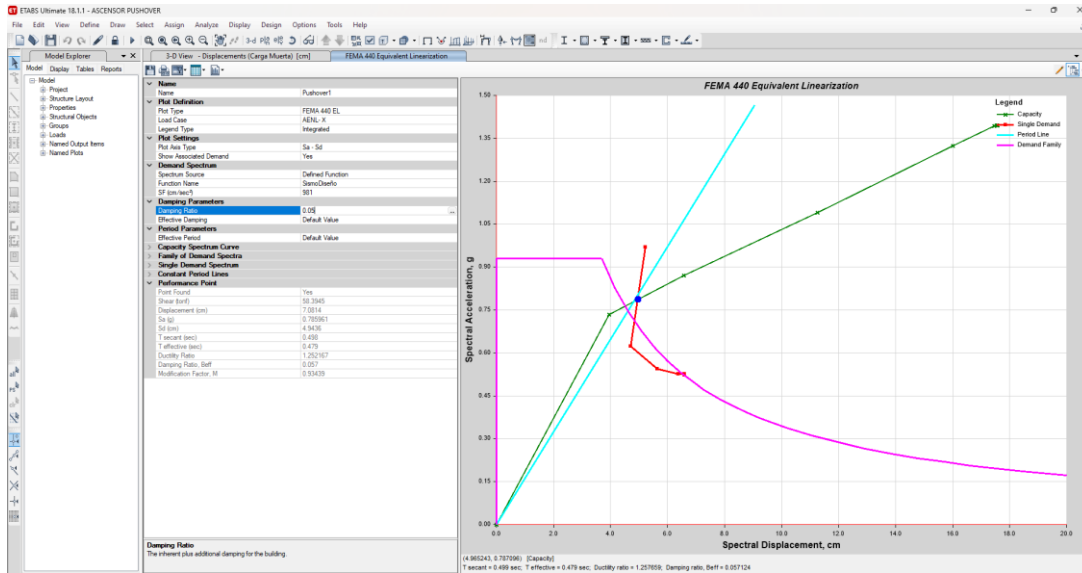 ETABS Ultimate 18.1.1 - ASCENSOR PUSHOVER
File Edit View Define Draw Select Assign Analyze Display Design Options Tools Help
Model Explorer
3-D View - Displacements (Carga Muerta) [cm]
FEMA 440 Equivalent Linearization
Model Display Tables Reports
Model
Project
Structure Layout
Properties
Structural Objects
Groups
Loads
Named Output Items
Named Plots
Name
Name Pushover1
Plot Definition
Plot Type FEMA 440 EL
Load Case AENL- X
Legend Type Integrated
Plot Settings
Plot Axis Type Sa - Sd
Show Associated Demand Yes
Demand Spectrum
Spectrum Source Defined Function
Function Name SismoDiseño
SF (cm/sec²) 981
Damping Parameters
Damping Ratio 0.05
Effective Damping Default Value
Period Parameters
Effective Period Default Value
Capacity Spectrum Curve
Family of Demand Spectra
Single Demand Spectrum
Constant Period Lines
Performance Point
Point Found Yes
Shear (tonf) 58.3945
Displacement (cm) 7.0814
Sa (g) 0.785961
Sd (cm) 4.9436
T secant (sec) 0.498
T effective (sec) 0.479
Ductility Ratio 1.252167
Damping Ratio, Beff 0.057
Modification Factor, M 0.93439
Damping Ratio
The inherent plus additional damping for the building.
FEMA 440 Equivalent Linearization
Legend
Capacity
Single Demand
Period Line
Demand Family
Spectral Acceleration, g
1.50
1.35
1.20
1.05
0.90
0.75
0.60
0.45
0.30
0.15
0.00
0.0 2.0 4.0 6.0 8.0 10.0 12.0 14.0 16.0 18.0 20.0
Spectral Displacement, cm
(4.965243, 0.787096) [Capacity]
T secant = 0.499 sec; T effective = 0.479 sec; Ductility ratio = 1.257859; Damping ratio, Beff = 0.057124